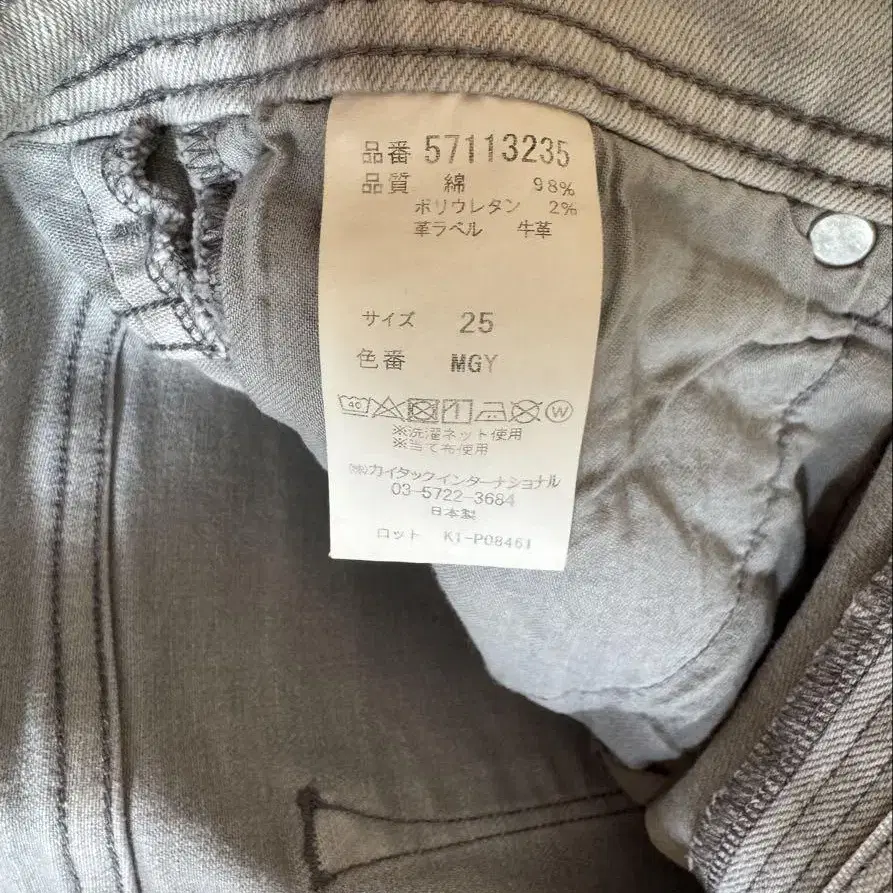 品番 57113235
品質 綿 98%
ポリウレタン 2%
革ラベル 牛革
サイズ 25
色番 MGY
40 W
※洗濯ネット使用
※当て布使用
(株)カイタックインターナショナル
03-5722-3684
日本製
ロット K1-P08461